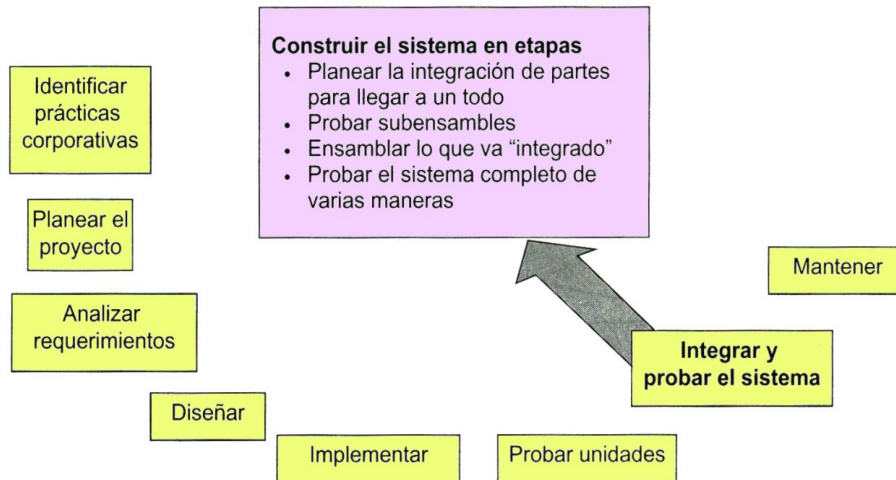 Construir el sistema en etapas
• Planear la integración de partes
para llegar a un todo
• Probar subensambles
• Ensamblar lo que va “integrado”
• Probar el sistema completo de
varias maneras
Identificar
prácticas
corporativas
Planear el
proyecto
Analizar
requerimientos
Diseñar
Implementar
Probar unidades
Integrar y
probar el sistema
Mantener